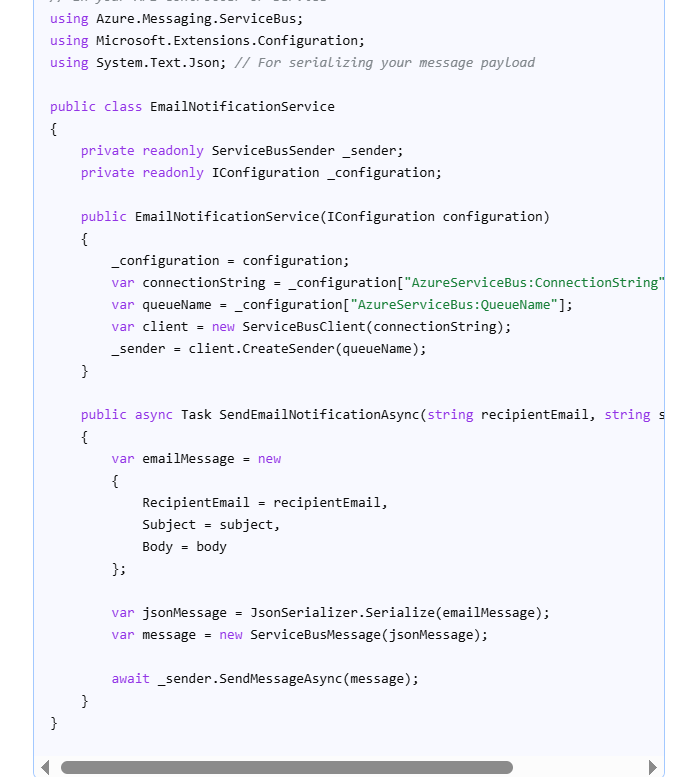 using Azure.Messaging.ServiceBus;
using Microsoft.Extensions.Configuration;
using System.Text.Json; // For serializing your message payload

public class EmailNotificationService
{
    private readonly ServiceBusSender _sender;
    private readonly IConfiguration _configuration;

    public EmailNotificationService(IConfiguration configuration)
    {
        _configuration = configuration;
        var connectionString = _configuration["AzureServiceBus:ConnectionString"
        var queueName = _configuration["AzureServiceBus:QueueName"];
        var client = new ServiceBusClient(connectionString);
        _sender = client.CreateSender(queueName);
    }

    public async Task SendEmailNotificationAsync(string recipientEmail, string s
    {
        var emailMessage = new
        {
            RecipientEmail = recipientEmail,
            Subject = subject,
            Body = body
        };

        var jsonMessage = JsonSerializer.Serialize(emailMessage);
        var message = new ServiceBusMessage(jsonMessage);

        await _sender.SendMessageAsync(message);
    }
}